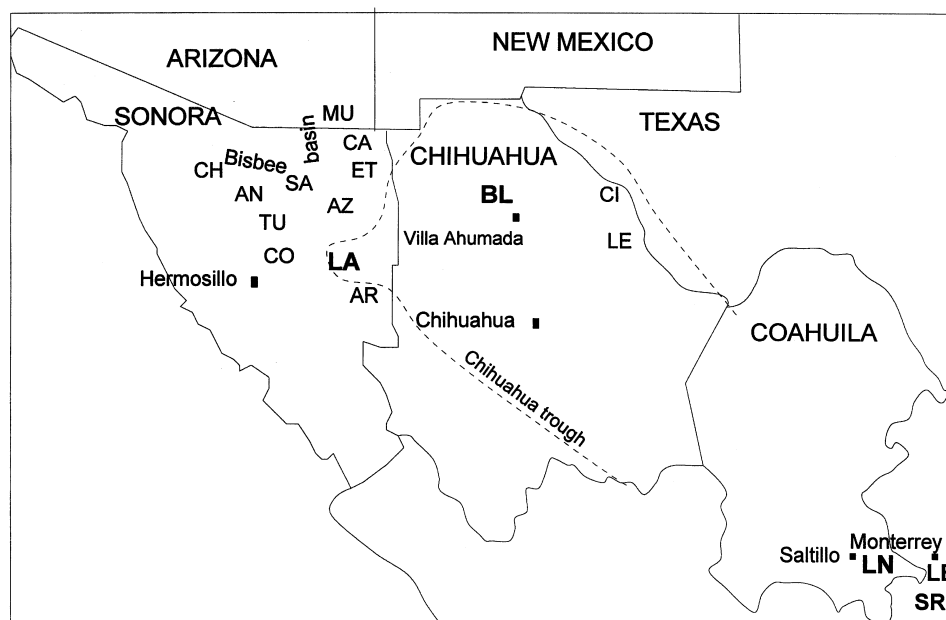 NEW MEXICO
ARIZONA
SONORA
MU
TEXAS
basin
CA
CHIHUAHUA
Bisbee
CH
ET
SA
AN
BL
CI
AZ
TU
Villa Ahumada
LE
CO
LA
Hermosillo
AR
Chihuahua
COAHUILA
Chihuahua trough
Monterrey
Saltillo
LN
LE
SR